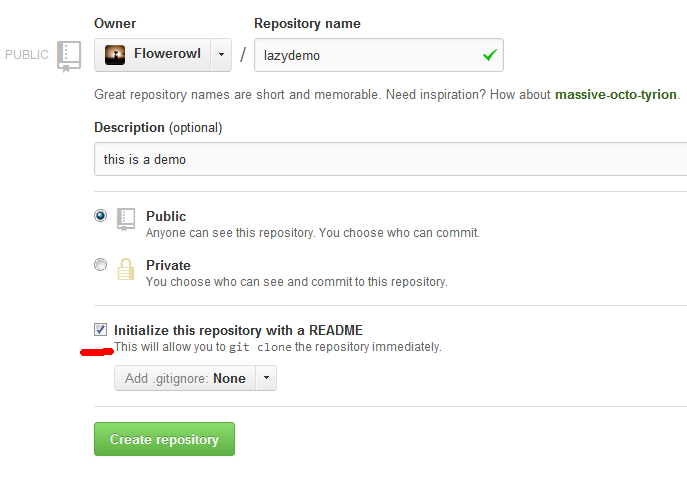 Owner Repository name
PUBLIC Flowerowl / lazydemo
Great repository names are short and memorable. Need inspiration? How about massive-octo-tyrion.
Description (optional)
this is a demo
Public
Anyone can see this repository. You choose who can commit.
Private
You choose who can see and commit to this repository.
Initialize this repository with a README
This will allow you to git clone the repository immediately.
Add .gitignore: None
Create repository